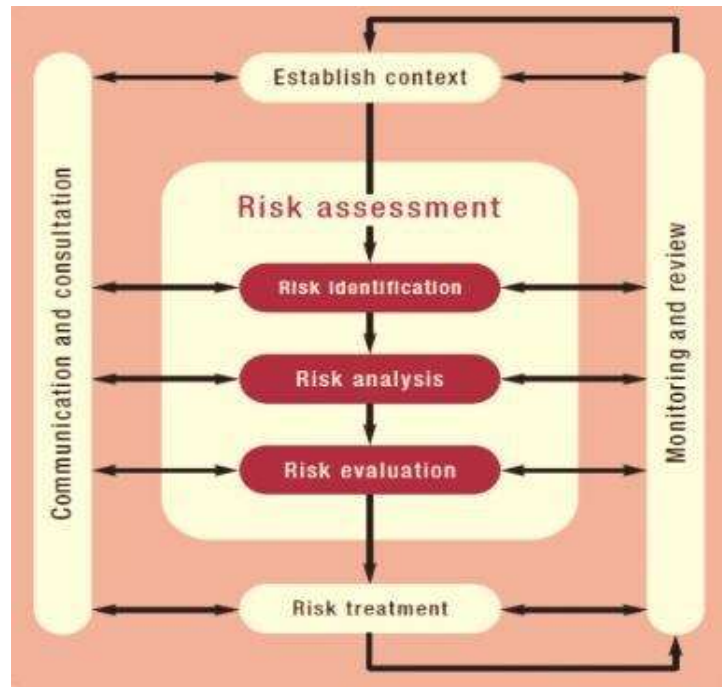 Establish context
Communication and consultation
Risk assessment
Risk identification
Risk analysis
Risk evaluation
Monitoring and review
Risk treatment